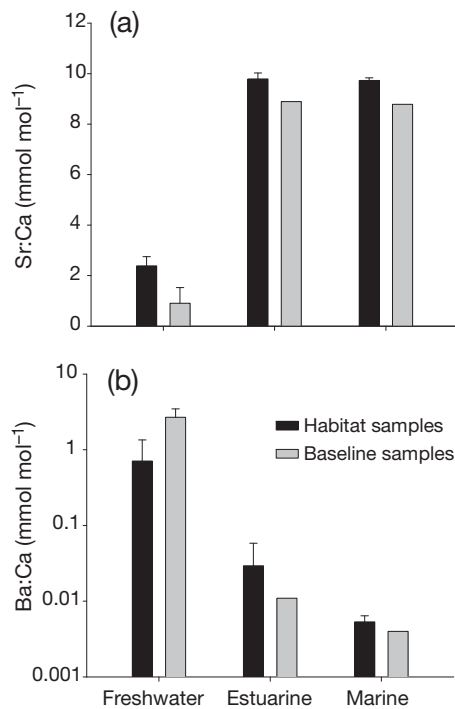 (a)
12
10
8
6
4
2
0
Sr:Ca (mmol mol⁻¹)
(b)
10
1
0.1
0.01
0.001
Ba:Ca (mmol mol⁻¹)
Habitat samples
Baseline samples
Freshwater Estuarine Marine